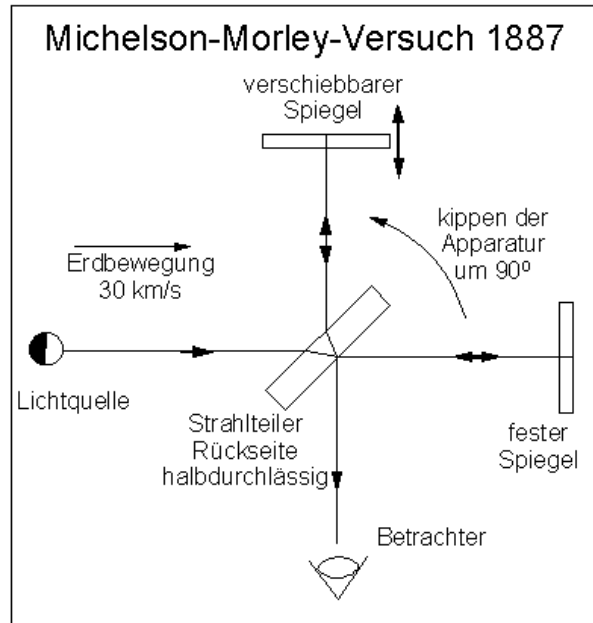 Michelson-Morley-Versuch 1887
verschiebbarer
Spiegel
kippen der
Apparatur
um 90º
Erdbewegung
30 km/s
Lichtquelle
Strahlteiler
Rückseite
halbdurchlässig
fester
Spiegel
Betrachter